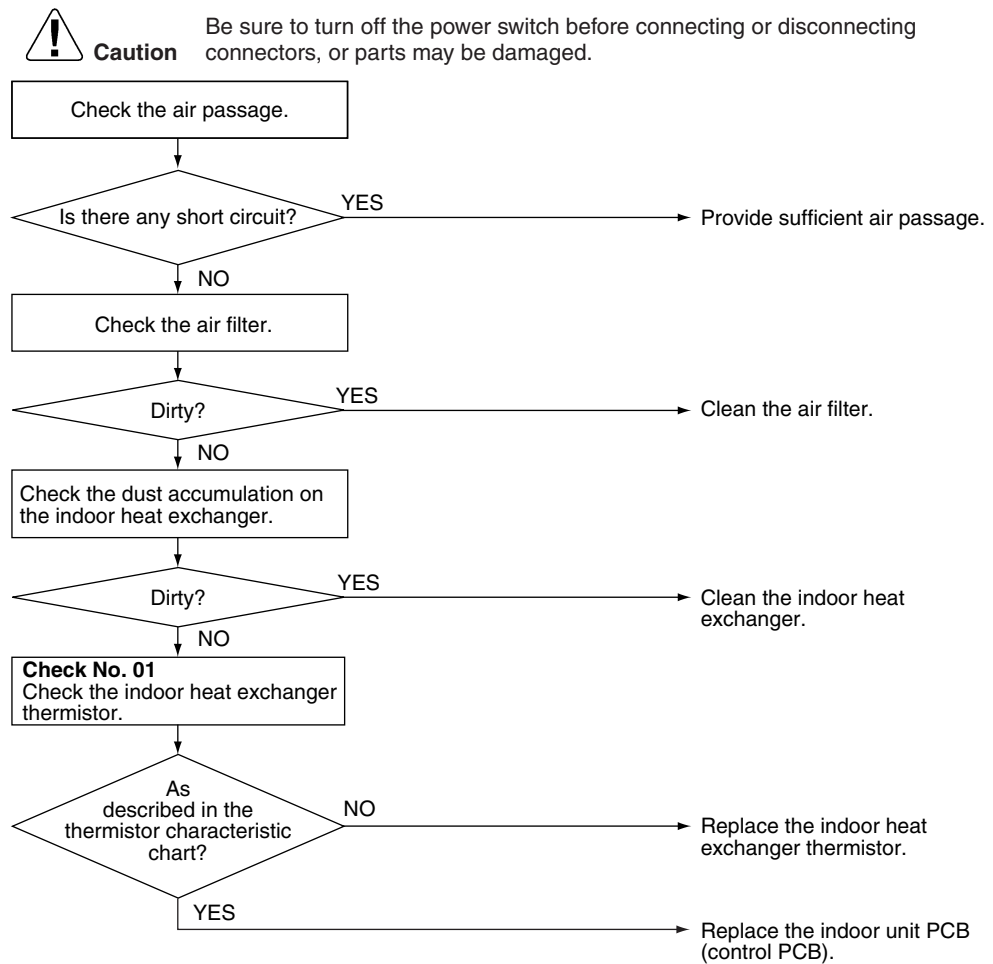 Be sure to turn off the power switch before connecting or disconnecting
Caution connectors, or parts may be damaged.
Check the air passage.
Is there any short circuit?
YES
Provide sufficient air passage.
NO
Check the air filter.
Dirty?
YES
Clean the air filter.
NO
Check the dust accumulation on
the indoor heat exchanger.
Dirty?
YES
Clean the indoor heat
exchanger.
NO
Check No. 01
Check the indoor heat exchanger
thermistor.
As
described in the
thermistor characteristic
chart?
NO
Replace the indoor heat
exchanger thermistor.
YES
Replace the indoor unit PCB
(control PCB).